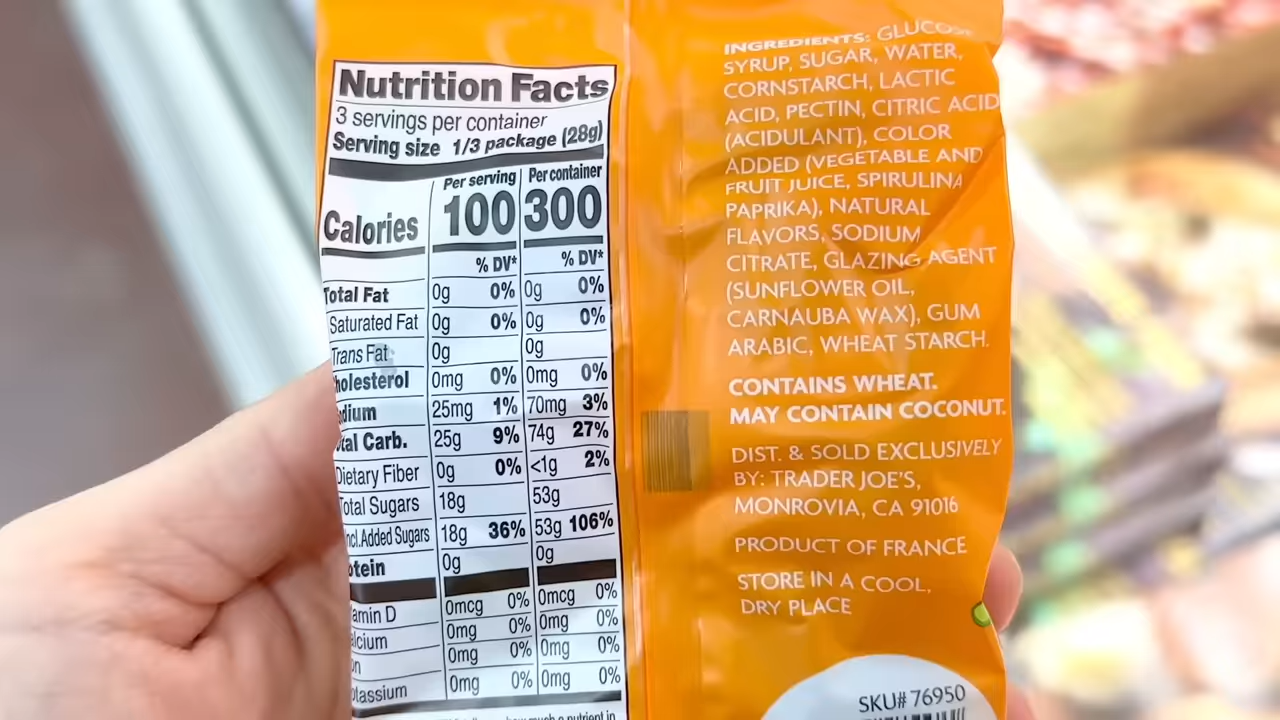 Nutrition Facts
3 servings per container
Serving size 1/3 package (28g)
Per serving Per container
Calories 100 300
% DV* % DV*
Total Fat 0g 0% 0g 0%
Saturated Fat 0g 0% 0g 0%
Trans Fat 0g 0g
holesterol 0mg 0% 0mg 0%
dium 25mg 1% 70mg 3%
tal Carb. 25g 9% 74g 27%
Dietary Fiber 0g 0% <1g 2%
Total Sugars 18g 53g
ncl. Added Sugars 18g 36% 53g 106%
otein 0g 0g
amin D 0mcg 0% 0mcg 0%
alcium 0mg 0% 0mg 0%
on 0mg 0% 0mg 0%
otassium 0mg 0% 0mg 0%
how much a nutrient in
INGREDIENTS: GLUCOSE
SYRUP, SUGAR, WATER,
CORNSTARCH, LACTIC
ACID, PECTIN, CITRIC ACID
(ACIDULANT), COLOR
ADDED (VEGETABLE AND
FRUIT JUICE, SPIRULINA
PAPRIKA), NATURAL
FLAVORS, SODIUM
CITRATE, GLAZING AGENT
(SUNFLOWER OIL,
CARNAUBA WAX), GUM
ARABIC, WHEAT STARCH.
CONTAINS WHEAT.
MAY CONTAIN COCONUT.
DIST. & SOLD EXCLUSIVELY
BY: TRADER JOE'S,
MONROVIA, CA 91016
PRODUCT OF FRANCE
STORE IN A COOL,
DRY PLACE
SKU# 76950